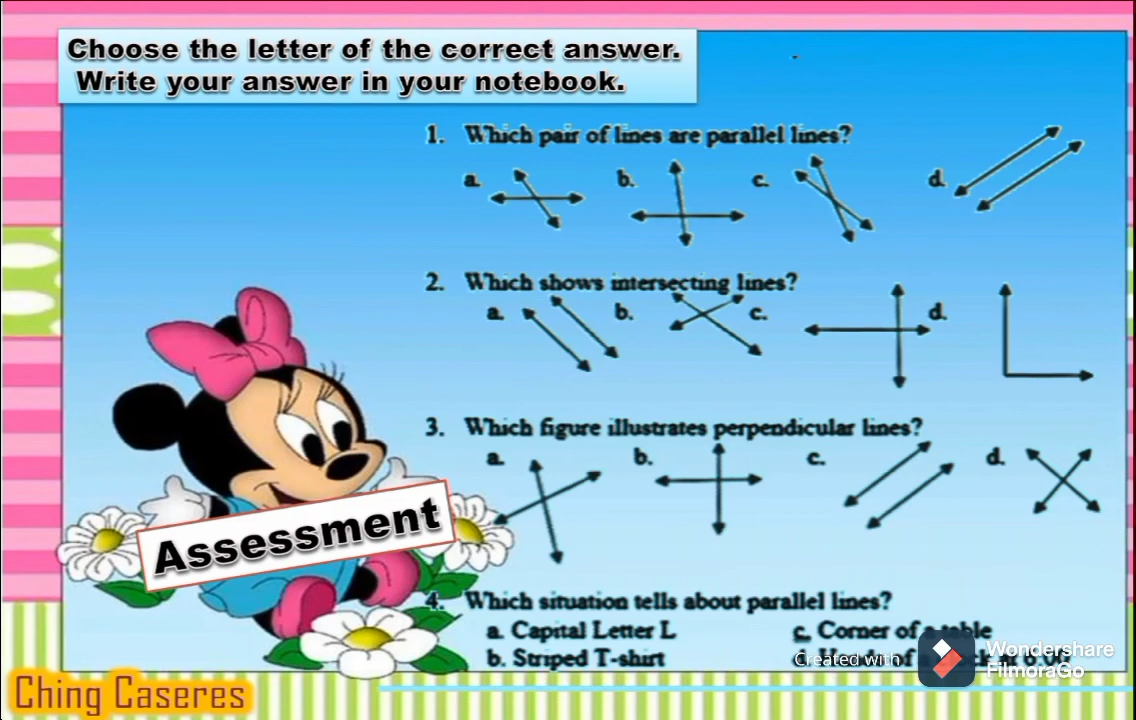 Choose the letter of the correct answer.
Write your answer in your notebook.
1. Which pair of lines are parallel lines?
a. b. c. d.
2. Which shows intersecting lines?
a. b. c. d.
3. Which figure illustrates perpendicular lines?
a. b. c. d.
Assessment
4. Which situation tells about parallel lines?
a. Capital Letter L c. Corner of a table
b. Striped T-shirt
Created with Wondershare
FilmoraGo
Ching Caseres